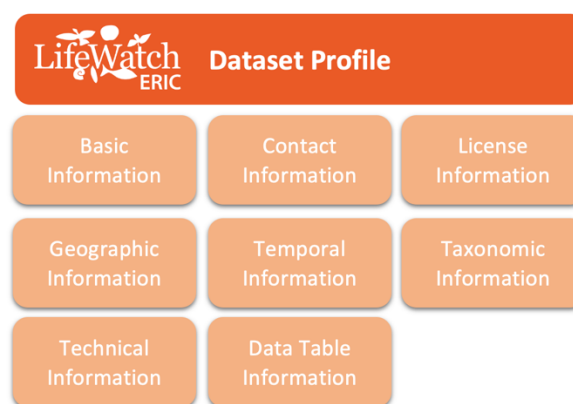 LifeWatch
ERIC
Dataset Profile
Basic
Information
Contact
Information
License
Information
Geographic
Information
Temporal
Information
Taxonomic
Information
Technical
Information
Data Table
Information